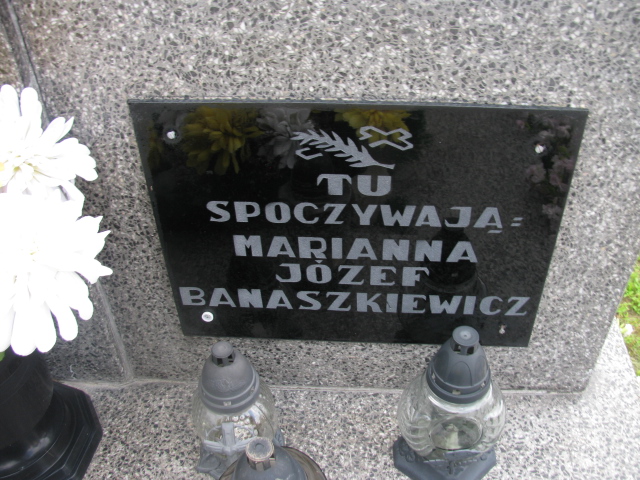 TU
SPOCZYWAJĄ:
MARIANNA
JÓZEF
BANASZKIEWICZ